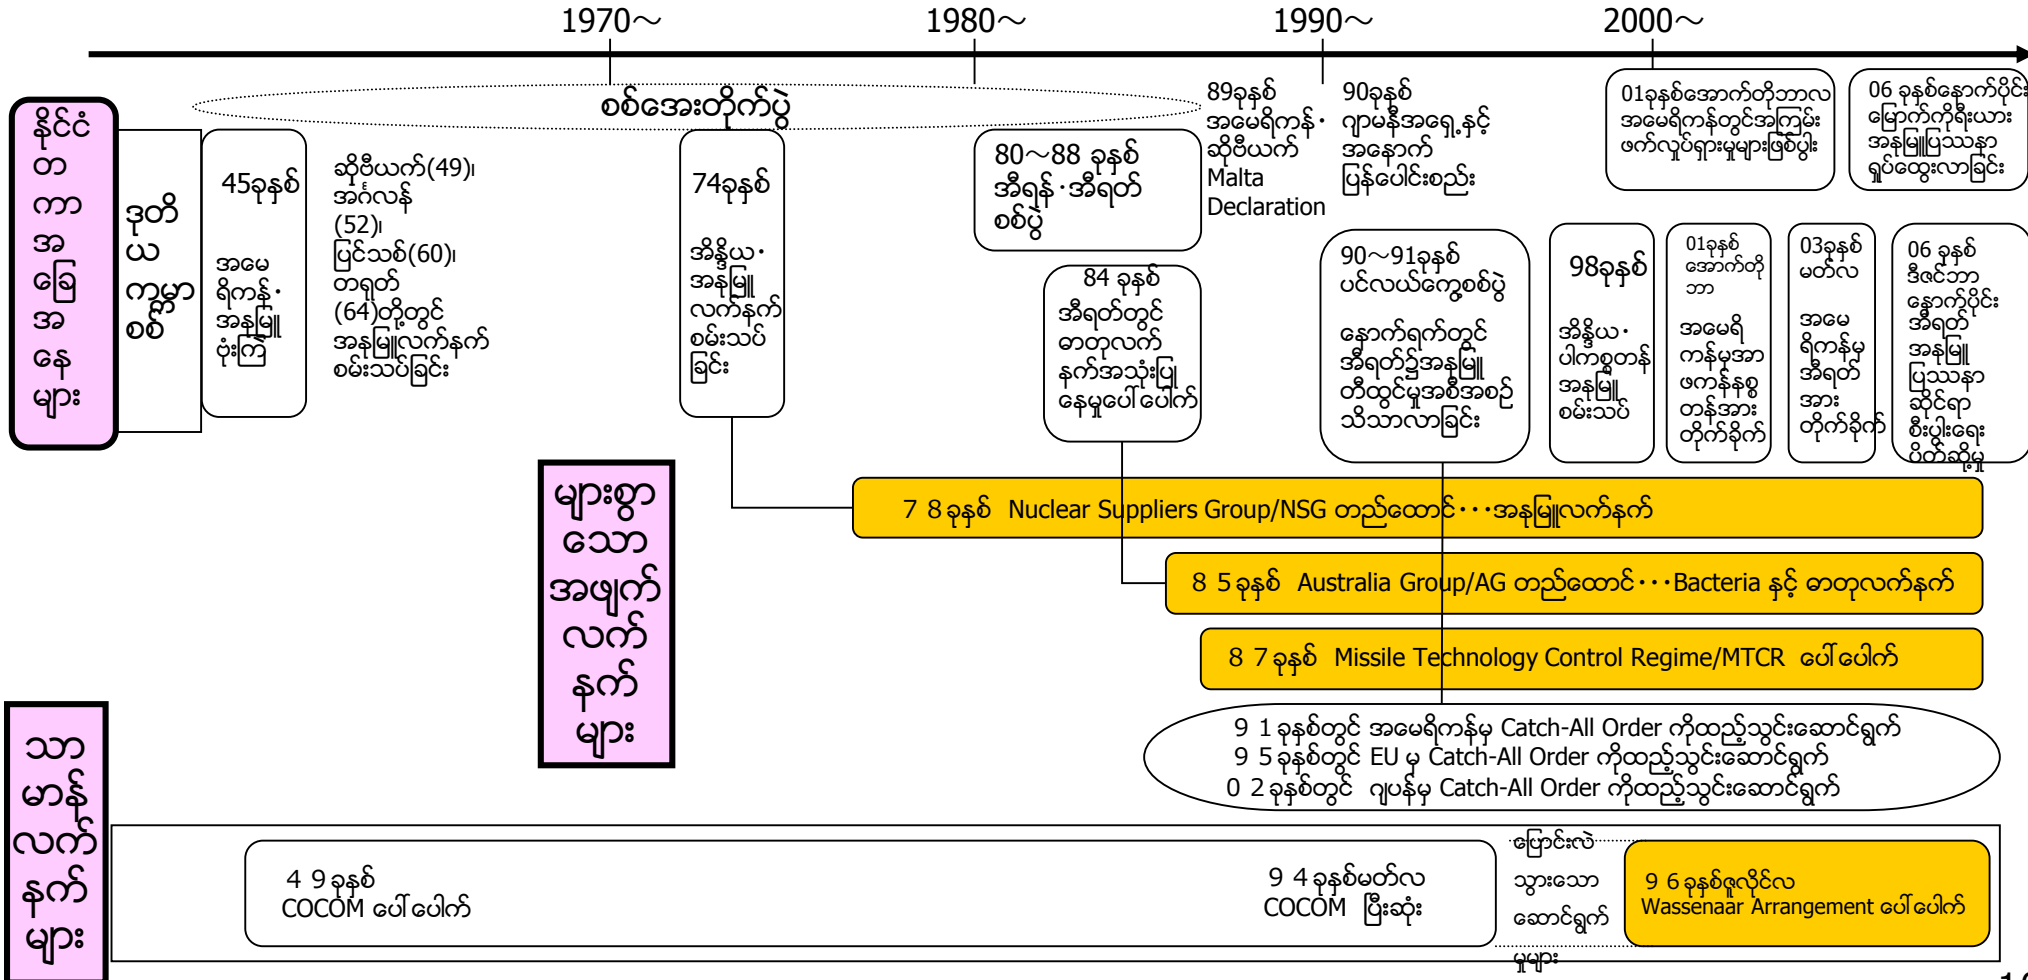 1970～
1980～
1990～
2000～
နိုင်ငံ
တ
ကာ
အ
ခြေ
အ
နေ
များ
ဒုတိ
ယ
ကမ္ဘာ
စစ်
စစ်အေးတိုက်ပွဲ
45ခုနှစ်
အမေ
ရိကန်･
အနုမြူ
ဗုံးကြဲ
ဆိုဗီယက်(49)၊
အင်္ဂလန်
(52)၊
ပြင်သစ်(60)၊
တရုတ်
(64)တို့တွင်
အနုမြူလက်နက်
စမ်းသပ်ခြင်း
74ခုနှစ်
အိန္ဒိယ･
အနုမြူ
လက်နက်
စမ်းသပ်
ခြင်း
80～88 ခုနှစ်
အီရန်･အီရတ်
စစ်ပွဲ
84 ခုနှစ်
အီရတ်တွင်
ဓာတုလက်
နက်အသုံးပြု
နေမှုပေါ်ပေါက်
89ခုနှစ်
အမေရိကန်･
ဆိုဗီယက်
Malta
Declaration
90ခုနှစ်
ဂျာမနီအရှေ့နှင့်
အနောက်
ပြန်ပေါင်းစည်း
90～91ခုနှစ်
ပင်လယ်ကွေ့စစ်ပွဲ
နောက်ရက်တွင်
အီရတ်၌အနုမြူ
တီထွင်မှုအစီအစဉ်
သိသာလာခြင်း
01ခုနှစ်အောက်တိုဘာလ
အမေရိကန်တွင်အကြမ်း
ဖက်လှုပ်ရှားမှုများဖြစ်ပွါး
06 ခုနှစ်နောက်ပိုင်း
မြောက်ကိုရီးယား
အနုမြူပြဿနာ
ရှုပ်ထွေးလာခြင်း
98ခုနှစ်
အိန္ဒိယ･
ပါကစ္စတန်
အနုမြူ
စမ်းသပ်
01ခုနှစ်
အောက်တို
ဘာ
အမေရိ
ကန်မှအာ
ဖကန်နစ္စ
တန်အား
တိုက်ခိုက်
03ခုနှစ်
မတ်လ
အမေ
ရိကန်မှ
အီရတ်
အား
တိုက်ခိုက်
06 ခုနှစ်
ဒီဇင်ဘာ
နောက်ပိုင်း
အီရတ်
အနုမြူ
ပြဿနာ
ဆိုင်ရာ
စီးပွါးရေး
ပိတ်ဆို့မှု
များစွာ
သော
အဖျက်
လက်
နက်
များ
７８ခုနှစ် Nuclear Suppliers Group/NSG တည်ထောင်･･･အနုမြူလက်နက်
８５ခုနှစ် Australia Group/AG တည်ထောင်･･･Bacteria နှင့် ဓာတုလက်နက်
８７ခုနှစ် Missile Technology Control Regime/MTCR ပေါ်ပေါက်
９１ခုနှစ်တွင် အမေရိကန်မှ Catch-All Order ကိုထည့်သွင်းဆောင်ရွက်
９５ခုနှစ်တွင် EU မှ Catch-All Order ကိုထည့်သွင်းဆောင်ရွက်
０２ခုနှစ်တွင် ဂျပန်မှ Catch-All Order ကိုထည့်သွင်းဆောင်ရွက်
သာ
မာန်
လက်
နက်
များ
４９ခုနှစ်
COCOM ပေါ်ပေါက်
９４ခုနှစ်မတ်လ
COCOM ပြီးဆုံး
ပြောင်းလဲ
သွားသော
ဆောင်ရွက်
မှုများ
９６ခုနှစ်ဇူလိုင်လ
Wassenaar Arrangement ပေါ်ပေါက်